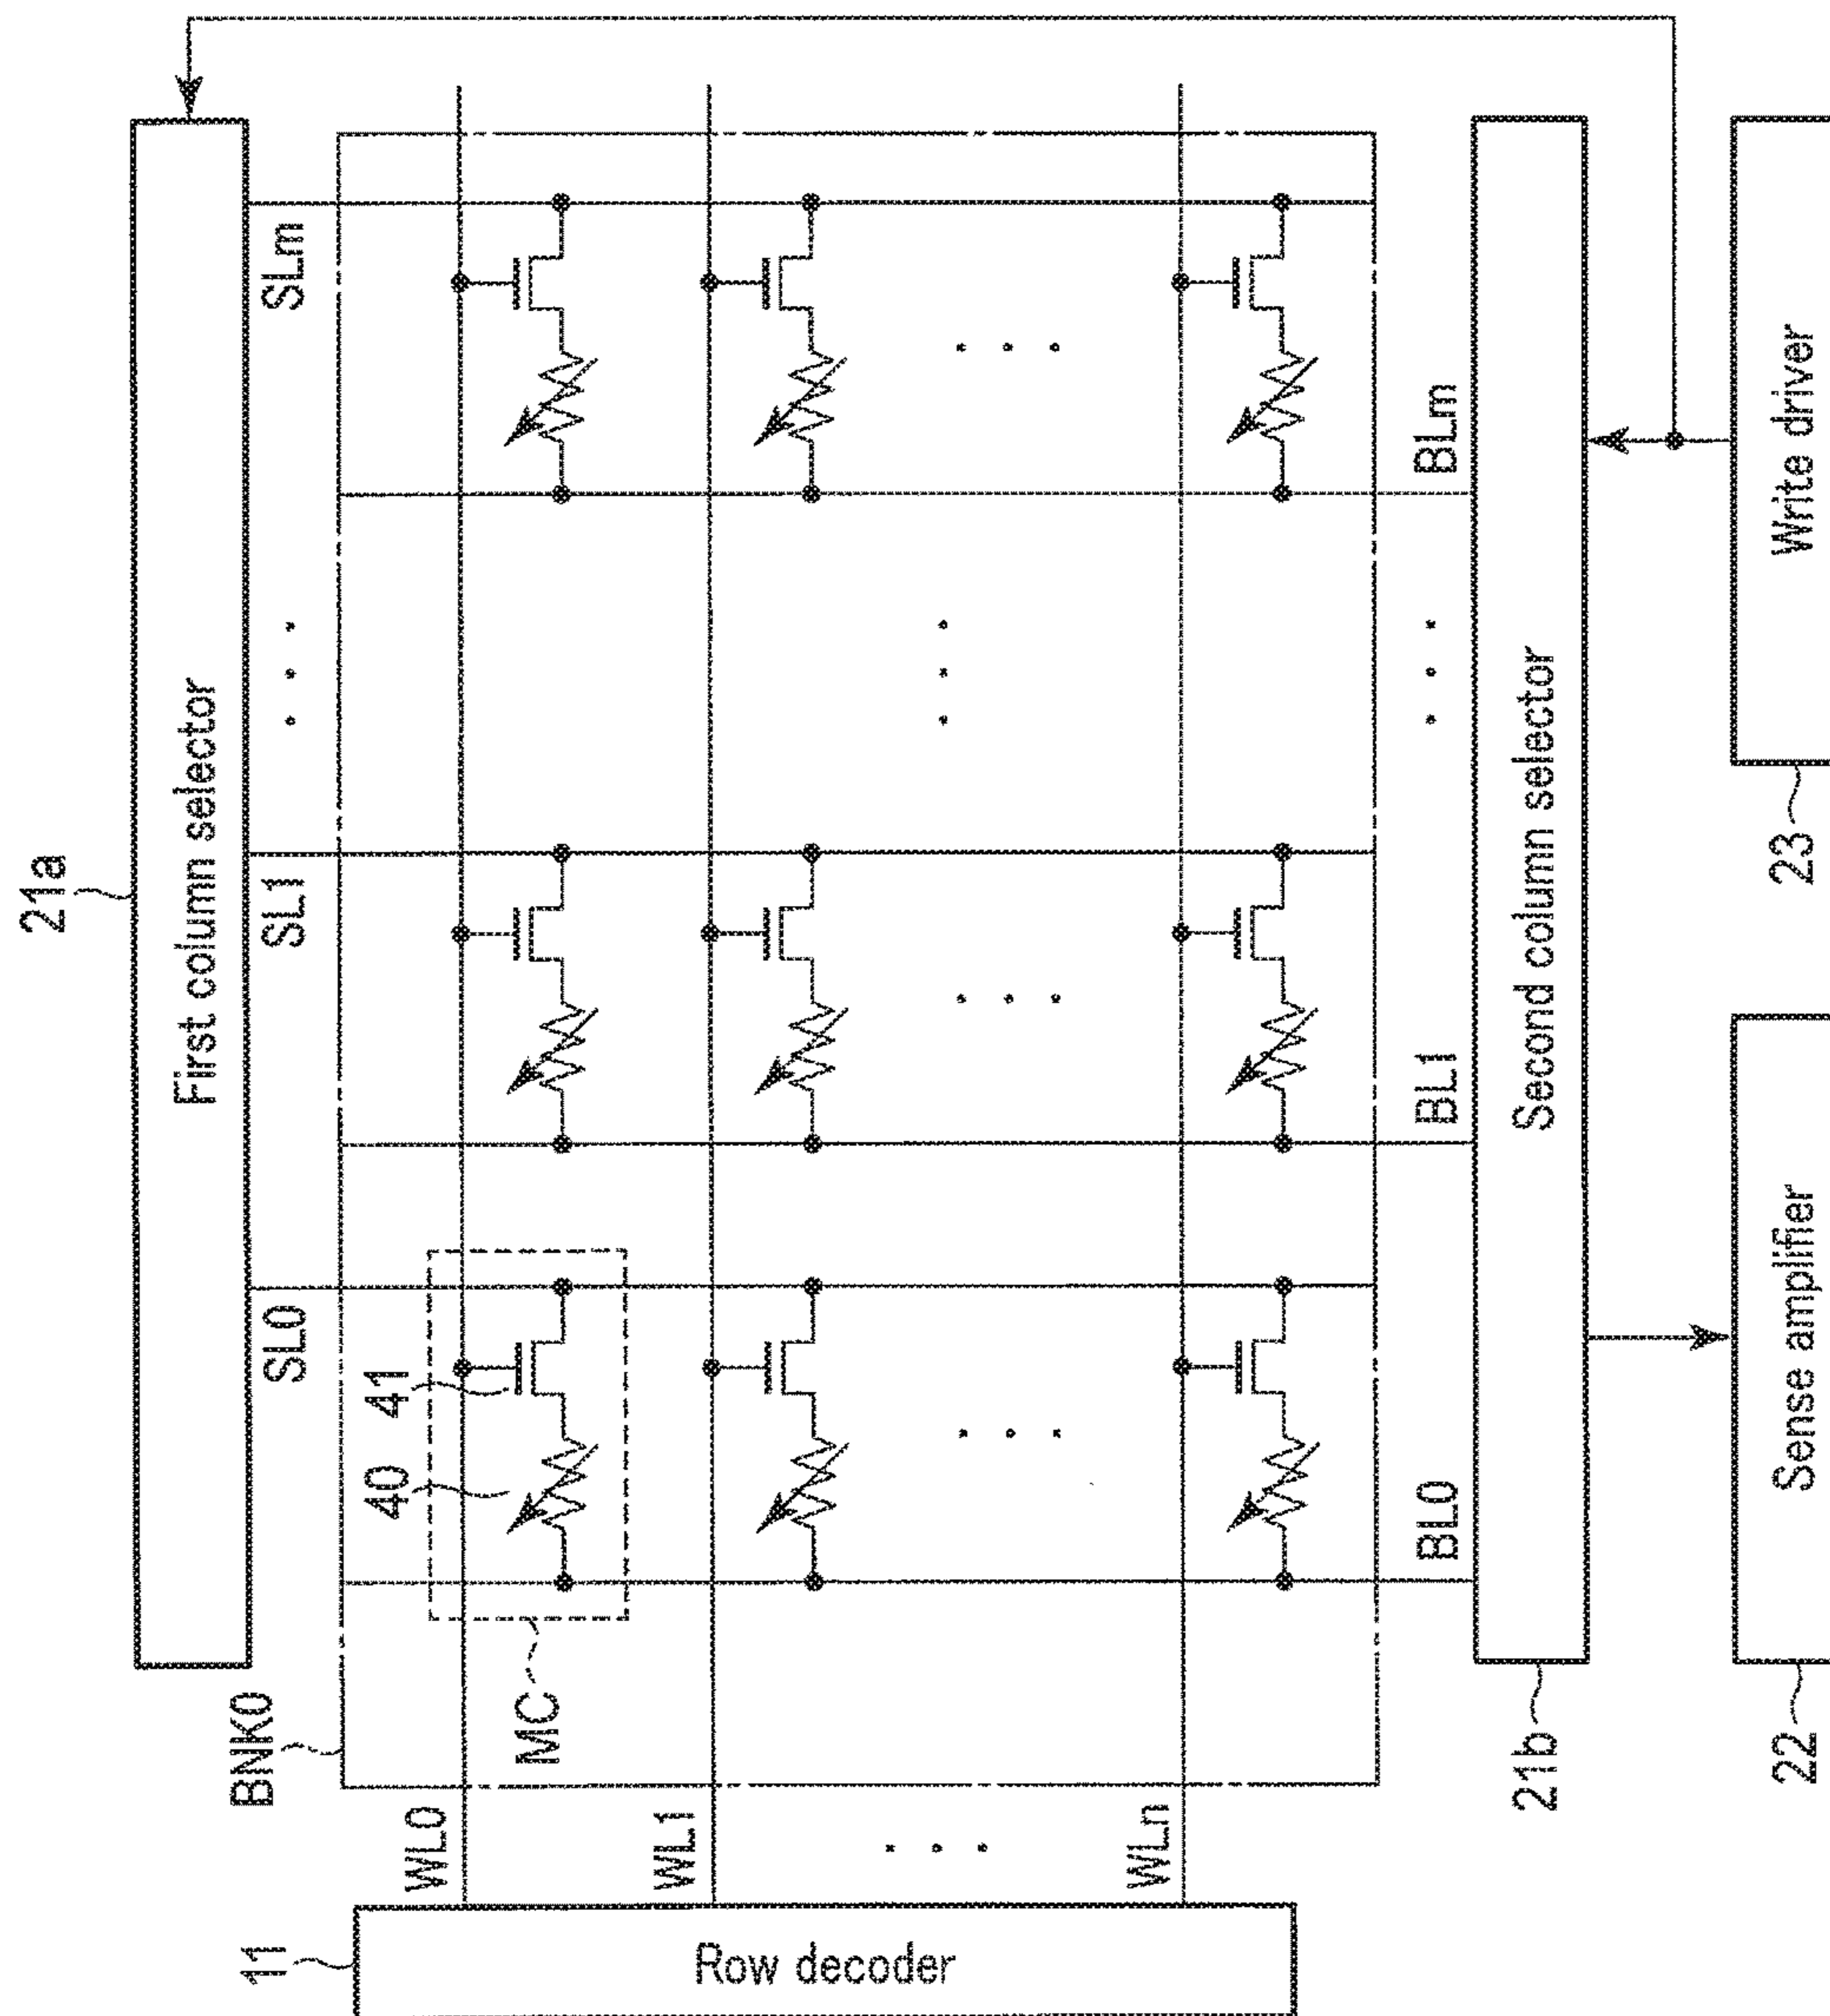 21a
First column selector
BNK0
SL0
SL1
SLm
11
Row decoder
WL0
WL1
WLn
40
41
MC
BL0
BL1
BLm
21b
Second column selector
22
Sense amplifier
23
Write driver